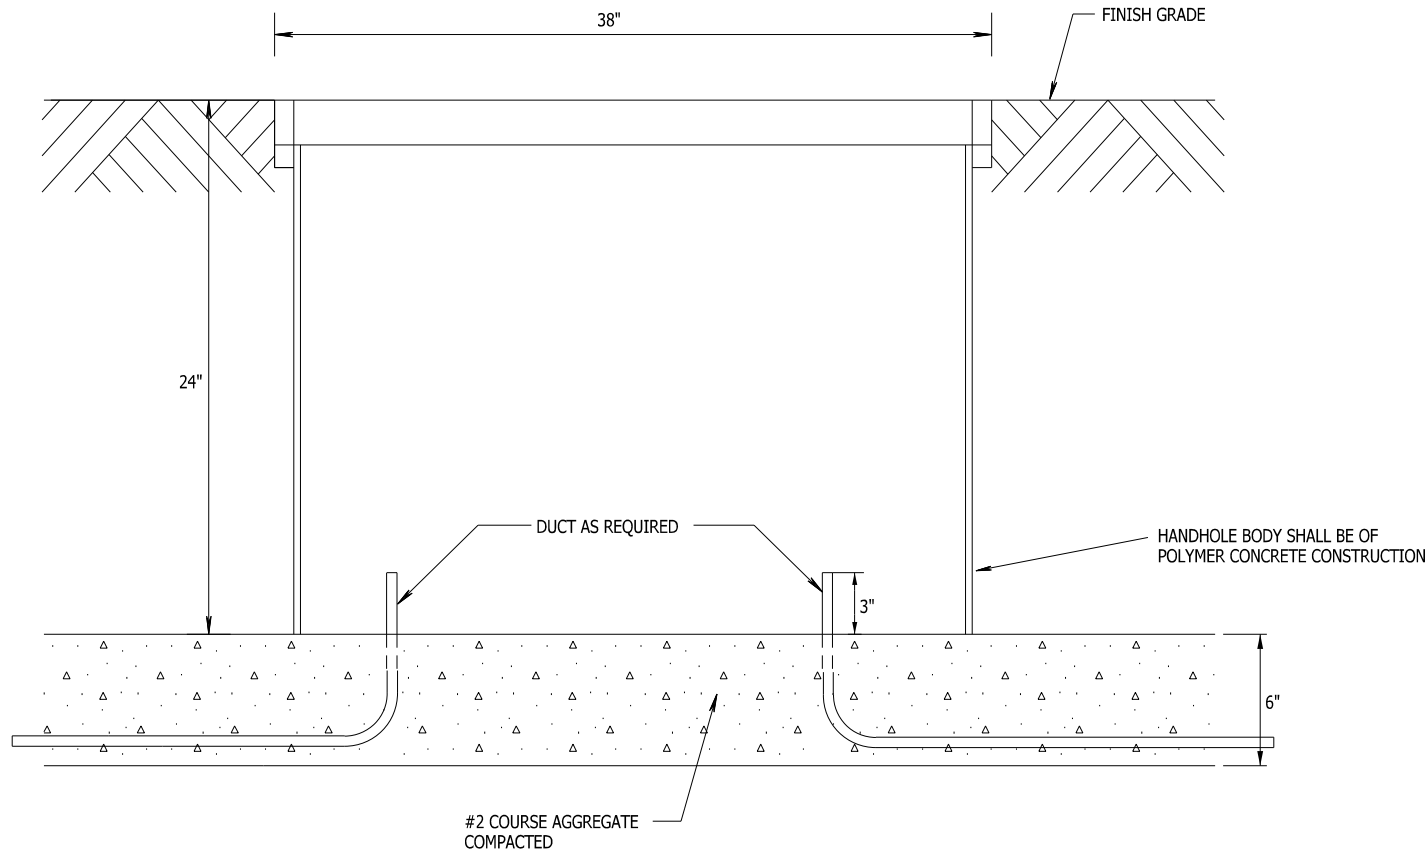 38"
FINISH GRADE
24"
DUCT AS REQUIRED
HANDHOLE BODY SHALL BE OF
POLYMER CONCRETE CONSTRUCTION
3"
6"
#2 COURSE AGGREGATE
COMPACTED